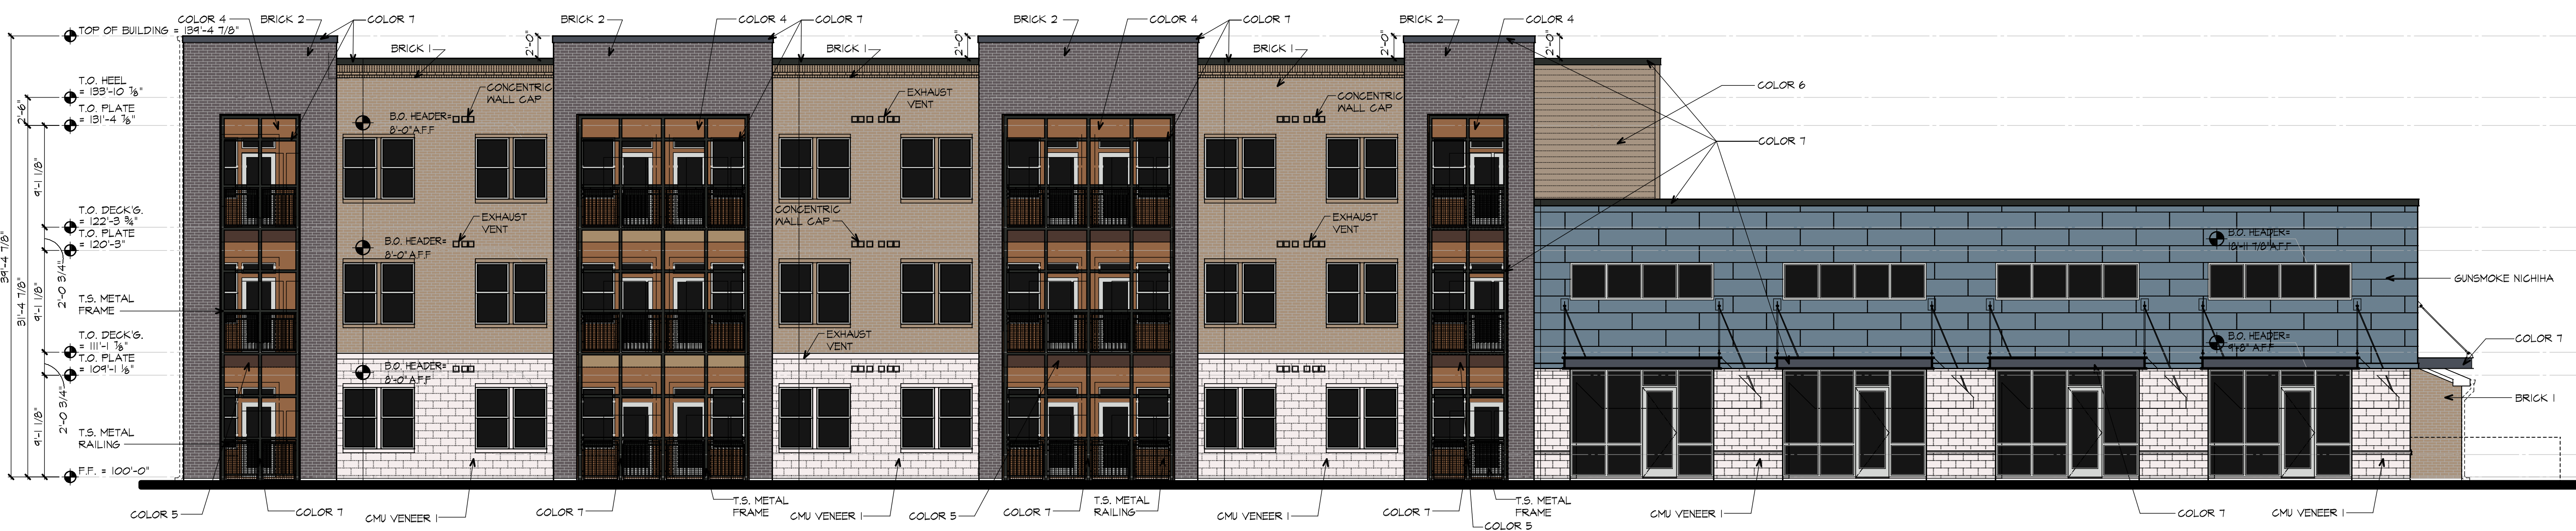 COLOR 4
BRICK 2
COLOR 7
BRICK 2
COLOR 4
COLOR 7
BRICK 2
COLOR 4
COLOR 7
BRICK 2
COLOR 4
TOP OF BUILDING = 139'-4 7/8"
BRICK 1
2'-0"
BRICK 1
2'-0"
BRICK 1
2'-0"
2'-0"
T.O. HEEL
= 133'-10 7/8"
T.O. PLATE
= 131'-4 7/8"
2'-6"
CONCENTRIC
WALL CAP
EXHAUST
VENT
CONCENTRIC
WALL CAP
COLOR 6
B.O. HEADER=
8'-0" A.F.F
COLOR 7
9'-1 1/8"
T.O. DECK'G.
= 122'-3 3/4"
T.O. PLATE
= 120'-3"
EXHAUST
VENT
CONCENTRIC
WALL CAP
EXHAUST
VENT
B.O. HEADER=
8'-0" A.F.F
B.O. HEADER=
18'-11 7/8" A.F.F
39'-4 7/8"
31'-4 7/8"
9'-1 1/8"
2'-0 3/4"
GUNSMOKE NICHIHA
T.S. METAL
FRAME
T.O. DECK'G.
= 111'-1 7/8"
T.O. PLATE
= 109'-1 1/8"
EXHAUST
VENT
B.O. HEADER=
9'-8" A.F.F
COLOR 7
B.O. HEADER=
8'-0" A.F.F
BRICK 1
9'-1 1/8"
2'-0 3/4"
T.S. METAL
RAILING
F.F. = 100'-0"
COLOR 5
COLOR 7
CMU VENEER 1
COLOR 7
T.S. METAL
FRAME
CMU VENEER 1
COLOR 5
COLOR 7
T.S. METAL
RAILING
CMU VENEER 1
COLOR 7
COLOR 5
T.S. METAL
FRAME
CMU VENEER 1
COLOR 7
CMU VENEER 1